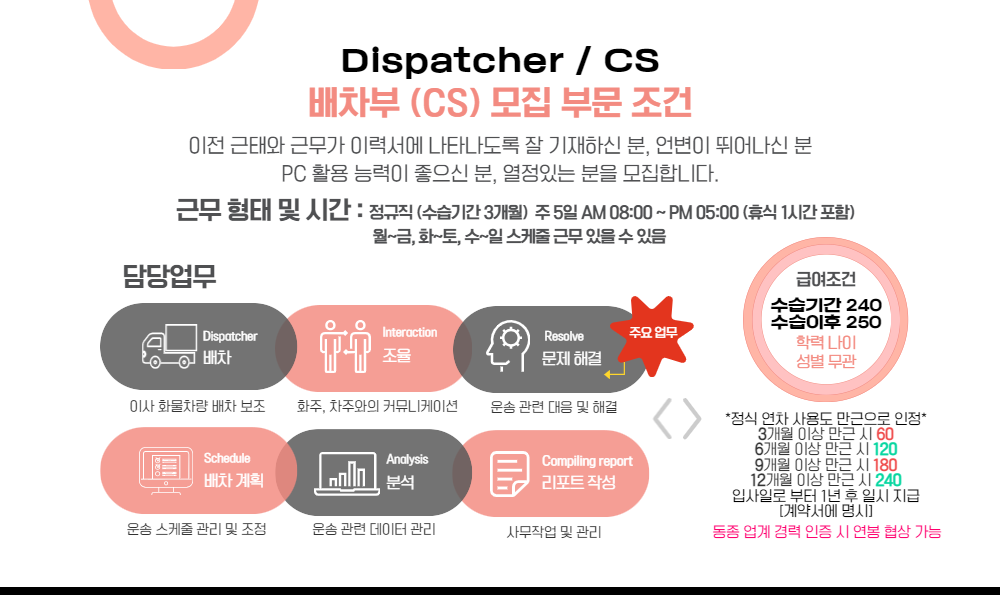 Dispatcher / CS
배차부 (CS) 모집 부문 조건
이전 근태와 근무가 이력서에 나타나도록 잘 기재하신 분, 언변이 뛰어나신 분
PC 활용 능력이 좋으신 분, 열정있는 분을 모집합니다.
근무 형태 및 시간 : 정규직 (수습기간 3개월) 주 5일 AM 08:00 ~ PM 05:00 (휴식 1시간 포함)
월~금, 화~토, 수~일 스케줄 근무 있을 수 있음
담당업무
Dispatcher
배차
이사 화물차량 배차 보조
Interaction
조율
화주, 차주와의 커뮤니케이션
Resolve
문제 해결
주요 업무
운송 관련 대응 및 해결
Schedule
배차 계획
운송 스케줄 관리 및 조정
Analysis
분석
운송 관련 데이터 관리
Compiling report
리포트 작성
사무작업 및 관리
급여조건
수습기간 240
수습이후 250
학력 나이
성별 무관
*정식 연차 사용도 만근으로 인정*
3개월 이상 만근 시 60
6개월 이상 만근 시 120
9개월 이상 만근 시 180
12개월 이상 만근 시 240
입사일로 부터 1년 후 일시 지급
[계약서에 명시]
동종 업계 경력 인증 시 연봉 협상 가능